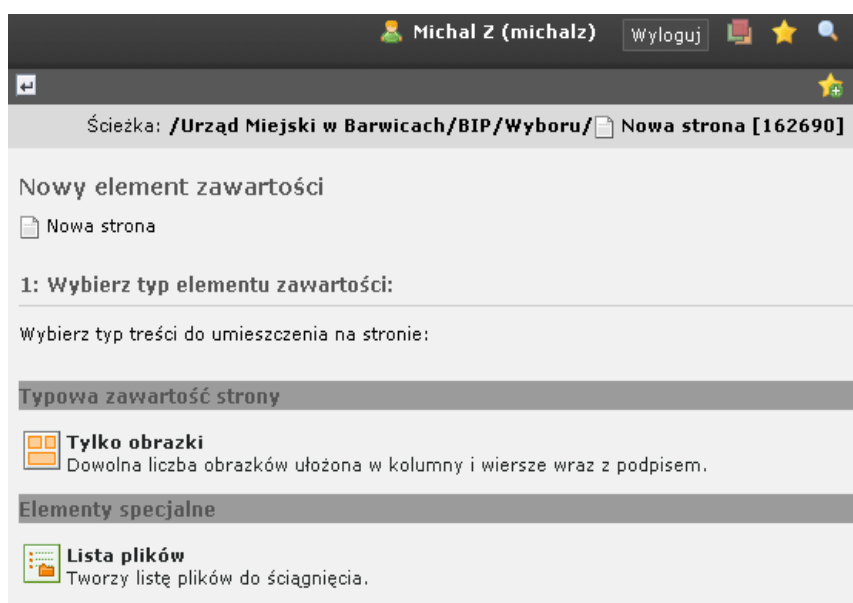 Michal Z (michalz) Wyloguj
Ścieżka: /Urząd Miejski w Barwicach/BIP/Wyboru/ Nowa strona [162690]
Nowy element zawartości
Nowa strona
1: Wybierz typ elementu zawartości:
Wybierz typ treści do umieszczenia na stronie:
Typowa zawartość strony
Tylko obrazki
Dowolna liczba obrazków ułożona w kolumny i wiersze wraz z podpisem.
Elementy specjalne
Lista plików
Tworzy listę plików do ściągnięcia.